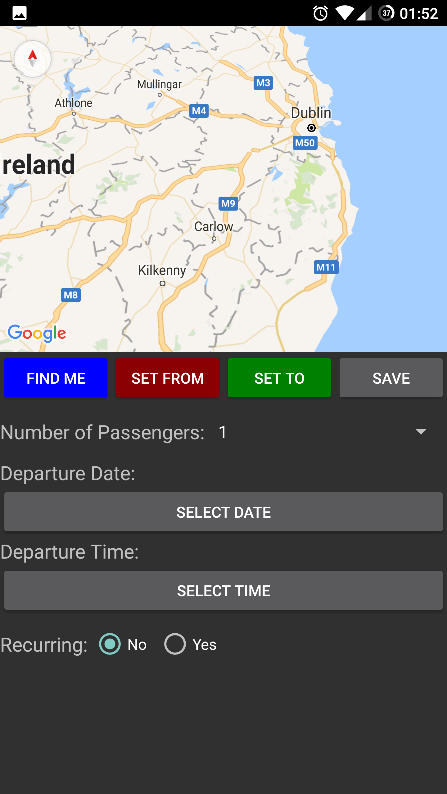 37 01:52
Mullingar
M3
Athlone
M4
Dublin
M50
reland
M9
Carlow
Kilkenny
M11
M8
Google
FIND ME SET FROM SET TO SAVE
Number of Passengers: 1
Departure Date:
SELECT DATE
Departure Time:
SELECT TIME
Recurring: No Yes